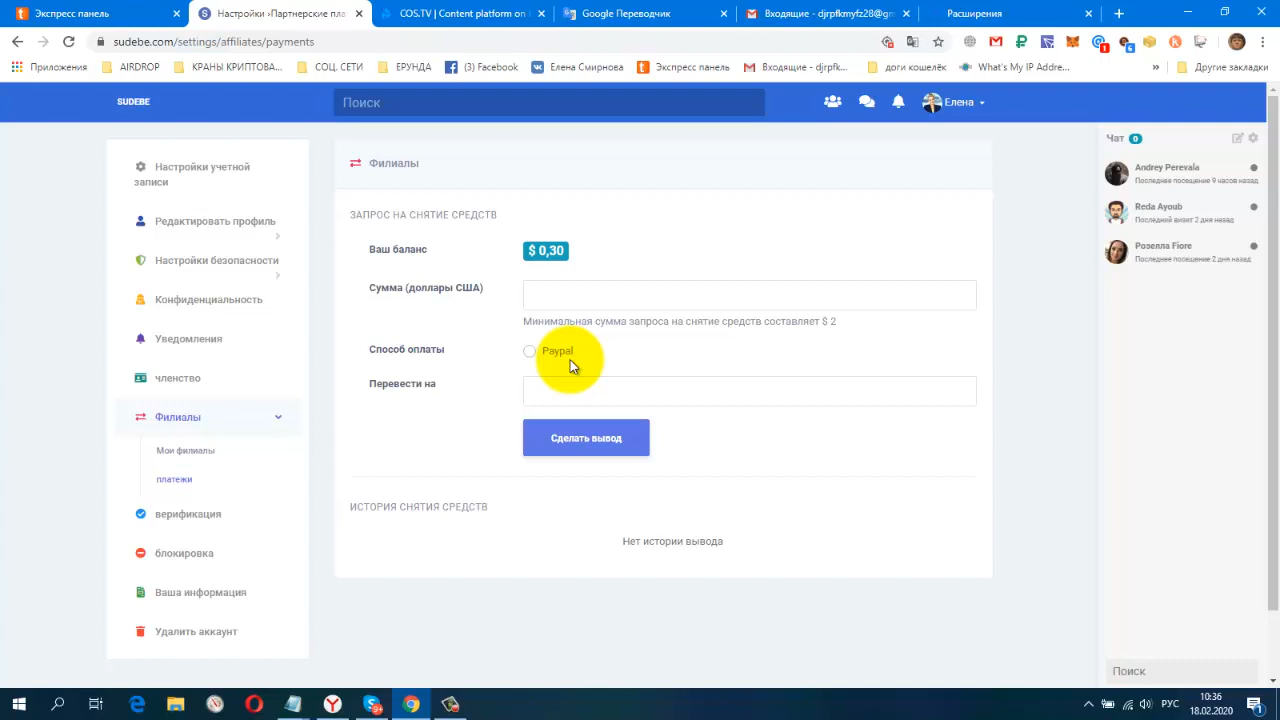 Экспресс панель
Настройки ›Партнерские пла
COS.TV | Content platform on
Google Переводчик
Входящие - djrpfkmyfz28@gm
Расширения
sudebe.com/settings/affiliates/payments
Приложения
AIRDROP
КРАНЫ КРИПТОВА...
СОЦ. СЕТИ
ЕРУНДА
(3) Facebook
Елена Смирнова
Экспресс панель
Входящие - djrpfk...
доги кошелёк
What's My IP Addre...
»
Другие закладки
SUDEBE
Поиск
Елена
Настройки учетной
записи
Редактировать профиль
Настройки безопасности
Конфиденциальность
Уведомления
членство
Филиалы
Мои филиалы
платежи
верификация
блокировка
Ваша информация
Удалить аккаунт
Филиалы
ЗАПРОС НА СНЯТИЕ СРЕДСТВ
Ваш баланс
$ 0,30
Сумма (доллары США)
Минимальная сумма запроса на снятие средств составляет $ 2
Способ оплаты
Paypal
Перевести на
Сделать вывод
ИСТОРИЯ СНЯТИЯ СРЕДСТВ
Нет истории вывода
Чат 0
Andrey Perevala
Последнее посещение 9 часов назад
Reda Ayoub
Последний визит 2 дня назад
Розелла Fiore
Последнее посещение 2 дня назад
Поиск
РУС
10:36
18.02.2020